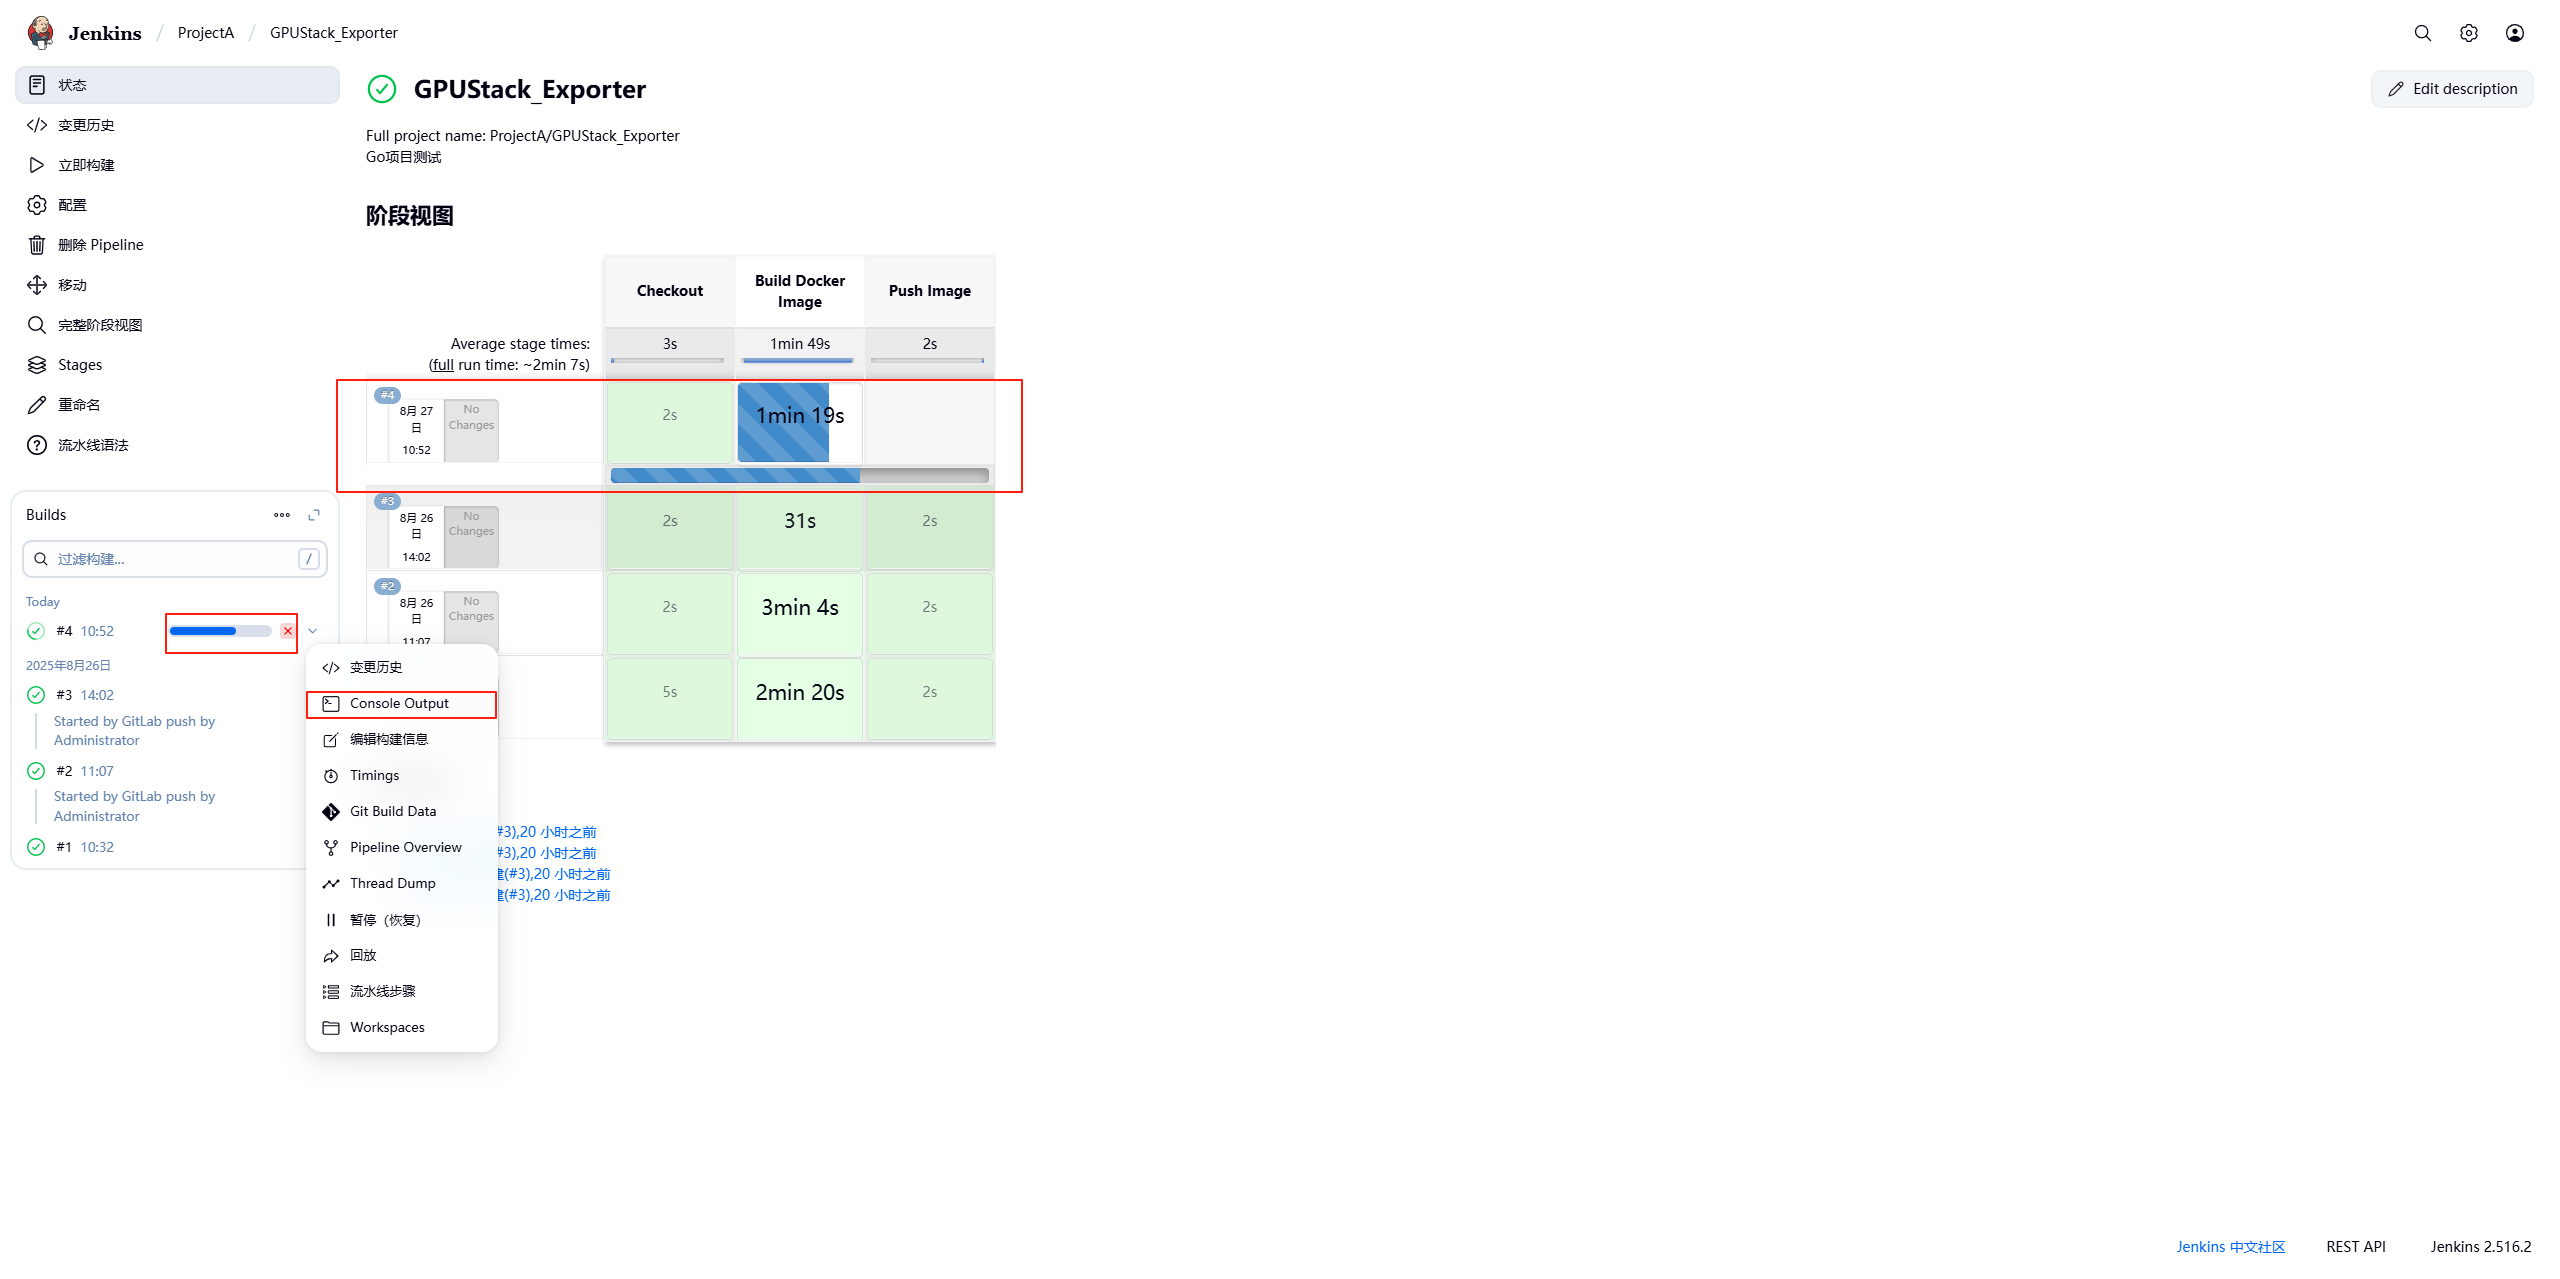 Jenkins / ProjectA / GPUStack_Exporter
状态
变更历史
立即构建
配置
删除 Pipeline
移动
完整阶段视图
Stages
重命名
流水线语法
Builds
过滤构建... /
Today
#4 10:52
2025年8月26日
#3 14:02
Started by GitLab push by
Administrator
#2 11:07
Started by GitLab push by
Administrator
#1 10:32
GPUStack_Exporter
Edit description
Full project name: ProjectA/GPUStack_Exporter
Go项目测试
阶段视图
Checkout
Build Docker
Image
Push Image
Average stage times:
(full run time: ~2min 7s)
3s
1min 49s
2s
#4
8月 27
日
10:52
No
Changes
2s
1min 19s
#3
8月 26
日
14:02
No
Changes
2s
31s
2s
#2
8月 26
日
11:07
No
Changes
2s
3min 4s
2s
5s
2min 20s
2s
变更历史
Console Output
编辑构建信息
Timings
Git Build Data
Pipeline Overview
Thread Dump
暂停（恢复）
回放
流水线步骤
Workspaces
#3),20 小时之前
#3),20 小时之前
(#3),20 小时之前
(#3),20 小时之前
Jenkins 中文社区
REST API
Jenkins 2.516.2